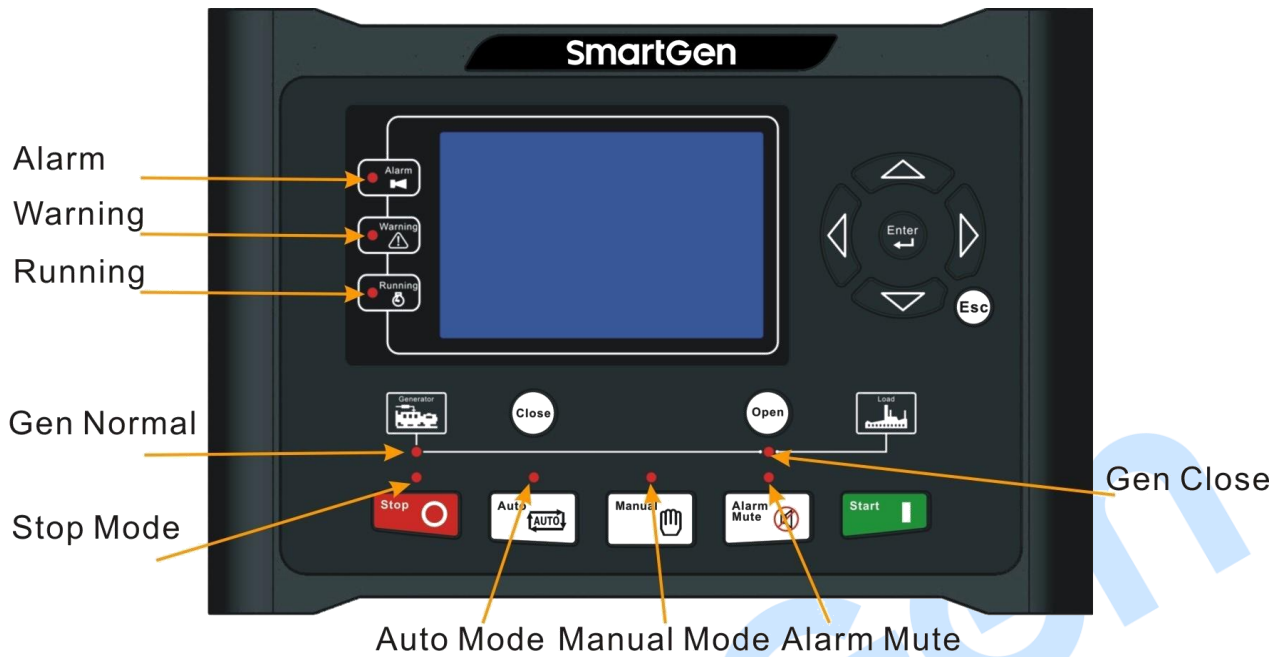 SmartGen
Alarm
Alarm
Warning
Warning
Running
Running
Enter
Esc
Generator
Close
Open
Load
Gen Normal
Gen Close
Stop Mode
Stop
Auto
AUTO
Manual
Alarm
Mute
Start
Auto Mode Manual Mode Alarm Mute